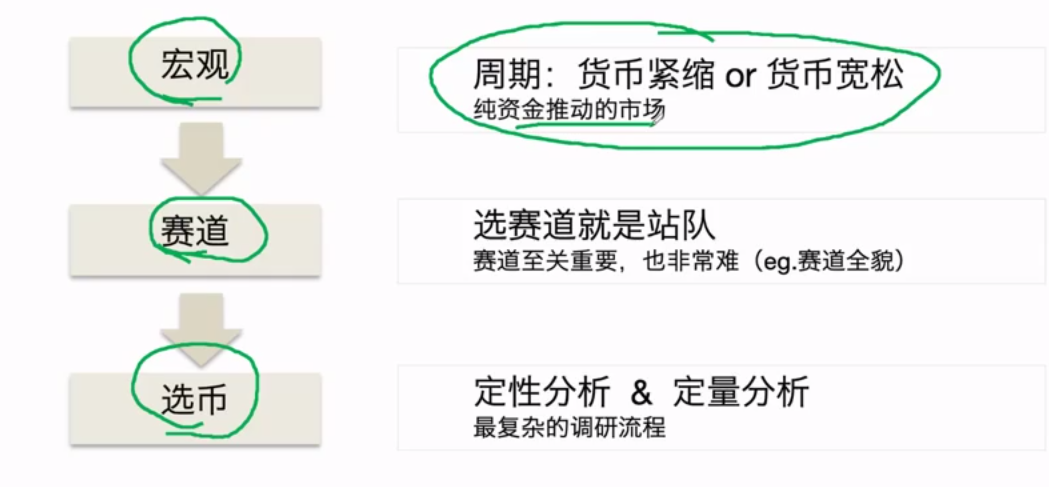 宏观
周期：货币紧缩 or 货币宽松
纯资金推动的市场
赛道
选赛道就是站队
赛道至关重要，也非常难（eg.赛道全貌）
选币
定性分析 & 定量分析
最复杂的调研流程